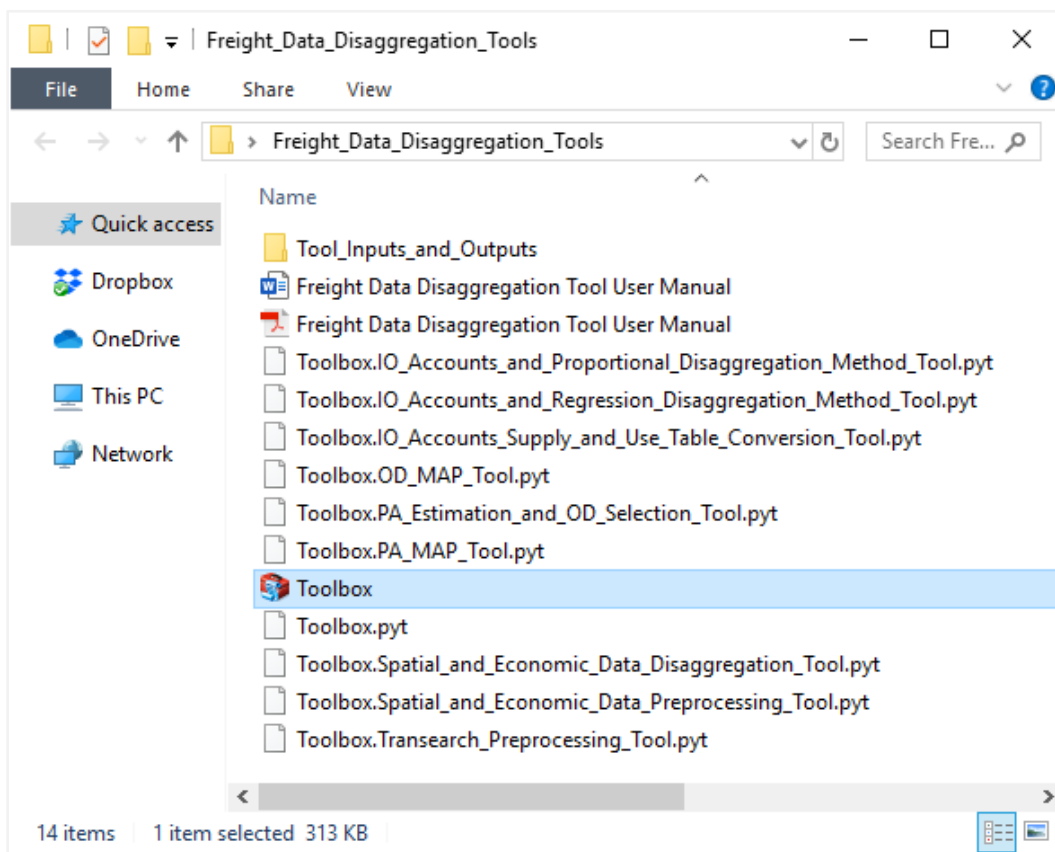 Freight_Data_Disaggregation_Tools
File Home Share View
Freight_Data_Disaggregation_Tools Search Fre...
Name
Quick access
Dropbox
OneDrive
This PC
Network
Tool_Inputs_and_Outputs
Freight Data Disaggregation Tool User Manual
Freight Data Disaggregation Tool User Manual
Toolbox.IO_Accounts_and_Proportional_Disaggregation_Method_Tool.pyt
Toolbox.IO_Accounts_and_Regression_Disaggregation_Method_Tool.pyt
Toolbox.IO_Accounts_Supply_and_Use_Table_Conversion_Tool.pyt
Toolbox.OD_MAP_Tool.pyt
Toolbox.PA_Estimation_and_OD_Selection_Tool.pyt
Toolbox.PA_MAP_Tool.pyt
Toolbox
Toolbox.pyt
Toolbox.Spatial_and_Economic_Data_Disaggregation_Tool.pyt
Toolbox.Spatial_and_Economic_Data_Preprocessing_Tool.pyt
Toolbox.Transearch_Preprocessing_Tool.pyt
14 items 1 item selected 313 KB